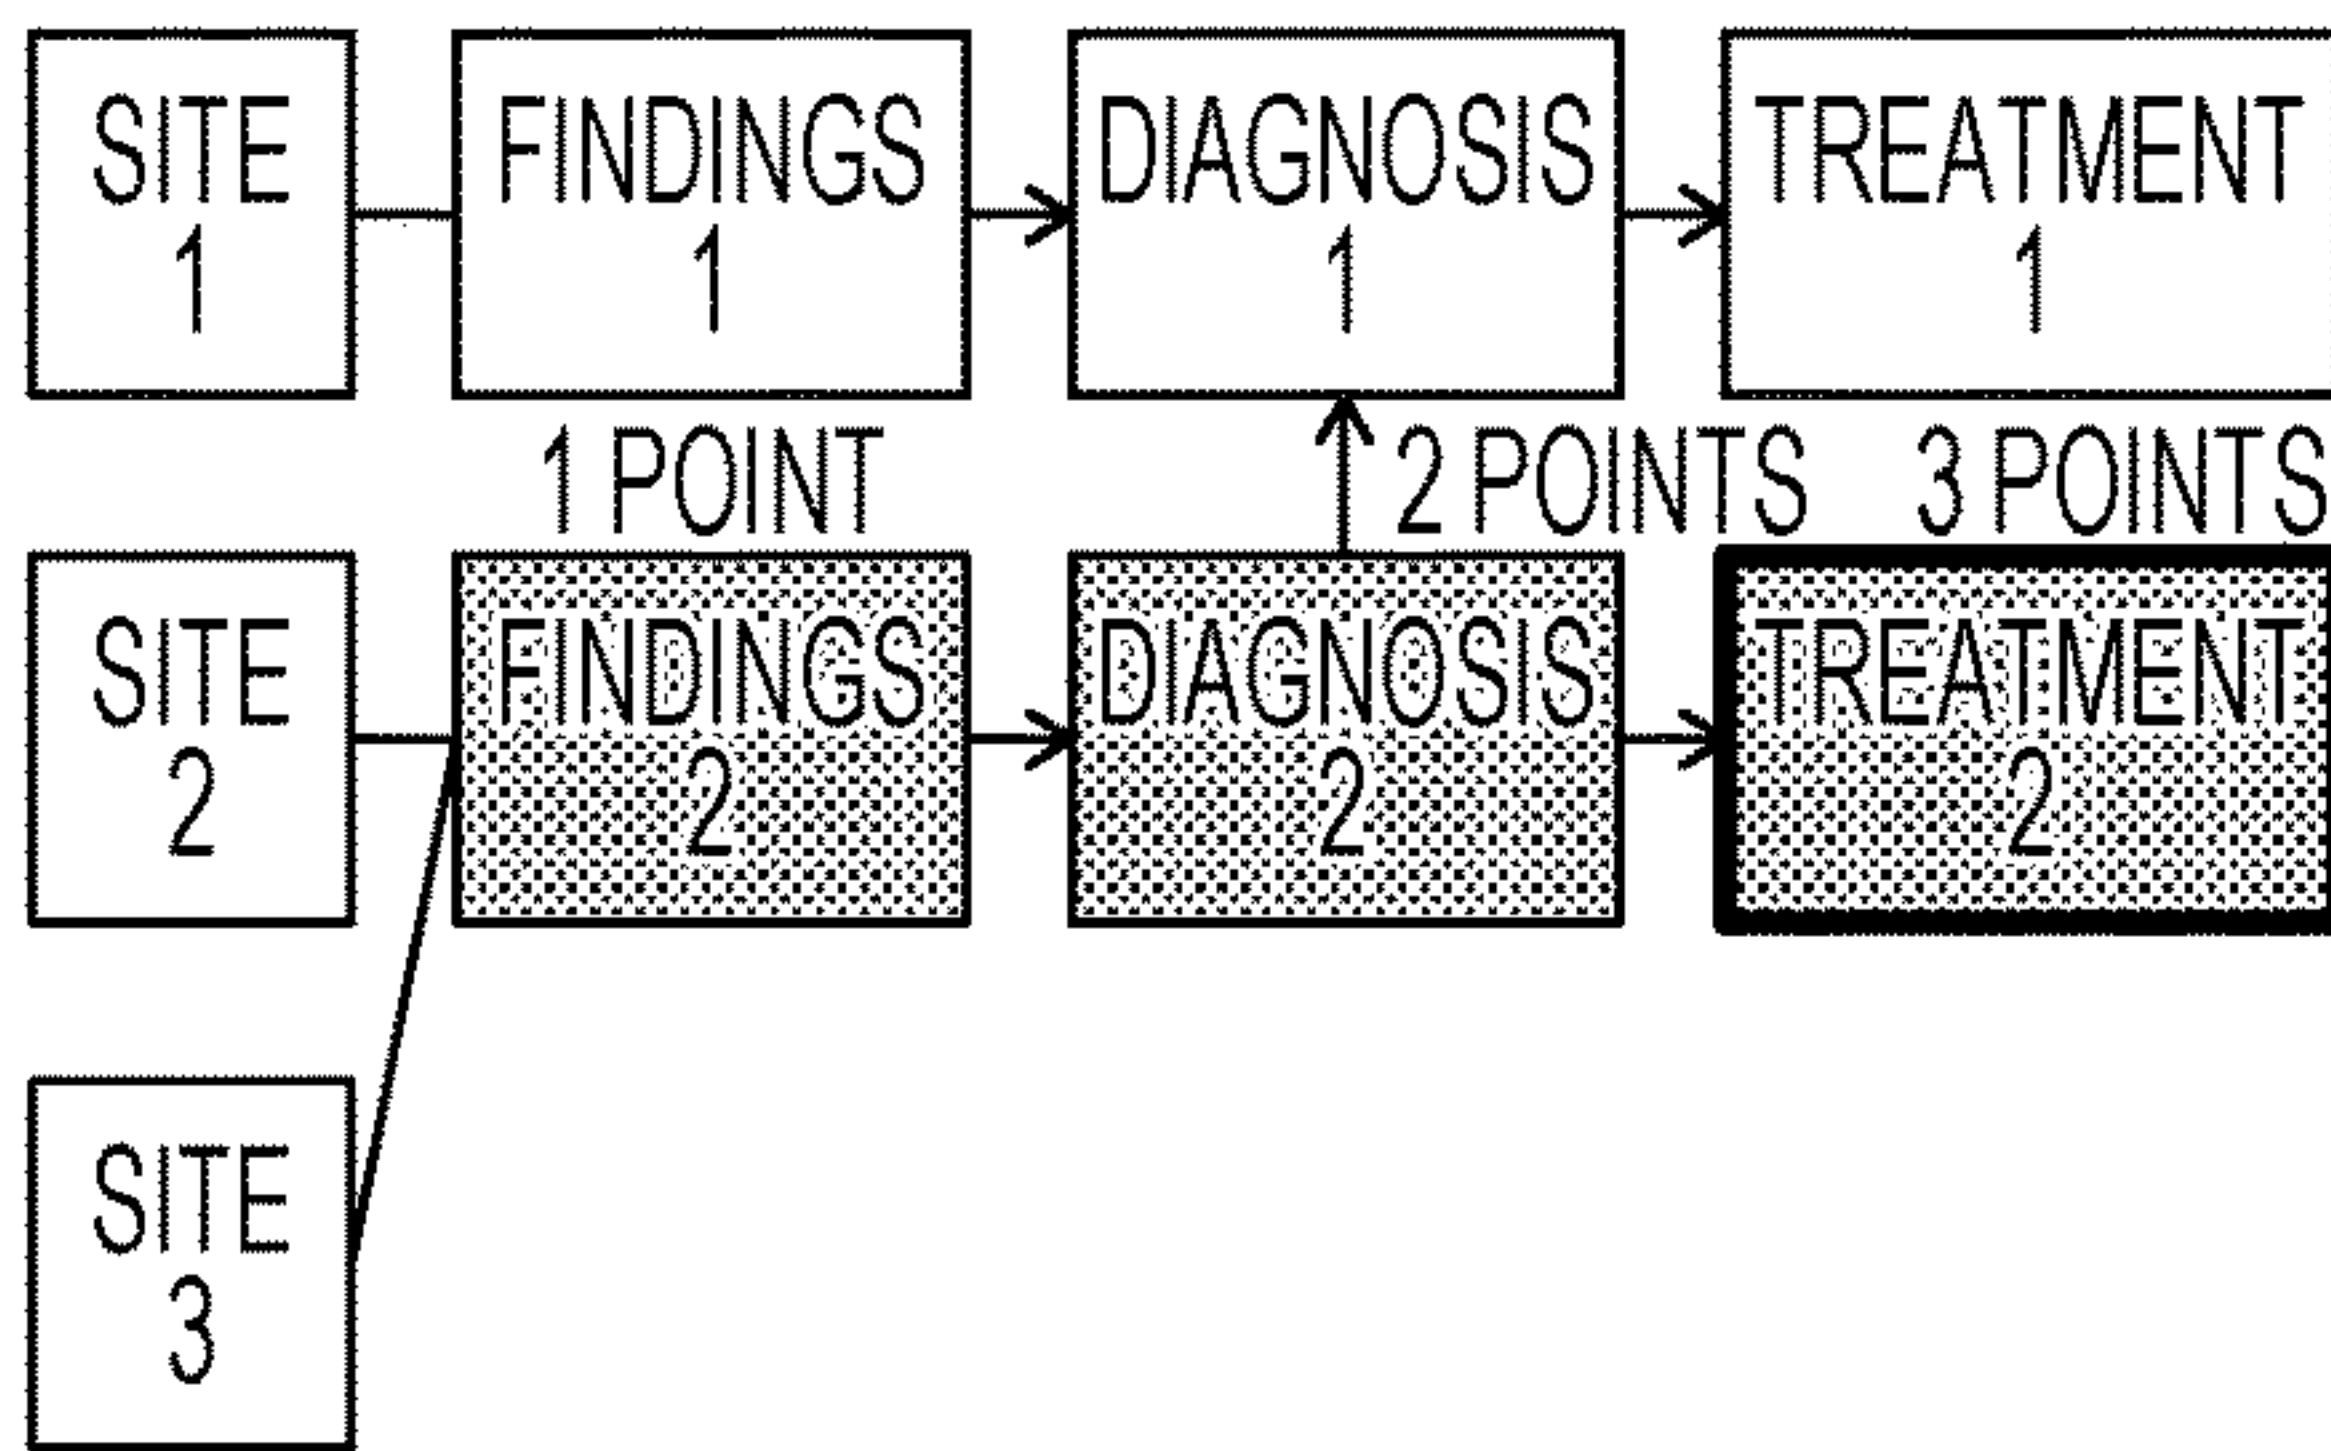 SITE
1
FINDINGS
1
DIAGNOSIS
1
TREATMENT
1
1 POINT
2 POINTS
3 POINTS
SITE
2
FINDINGS
2
DIAGNOSIS
2
TREATMENT
2
SITE
3